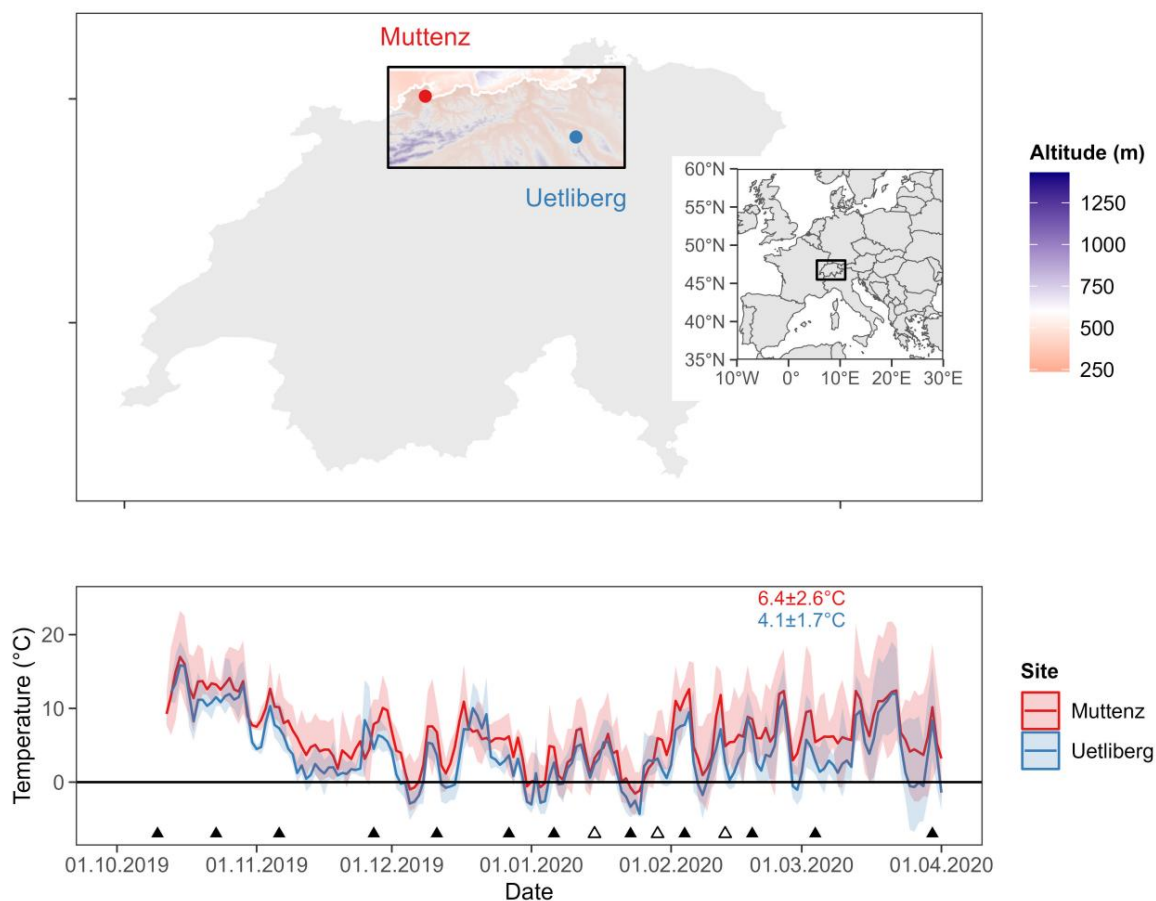 Muttenz
Uetliberg
60°N
55°N
50°N
45°N
40°N
35°N
10°W 0° 10°E 20°E 30°E
Altitude (m)
1250
1000
750
500
250
6.4±2.6°C
4.1±1.7°C
Temperature (°C)
20
10
0
01.10.2019 01.11.2019 01.12.2019 01.01.2020 01.02.2020 01.03.2020 01.04.2020
Date
Site
Muttenz
Uetliberg